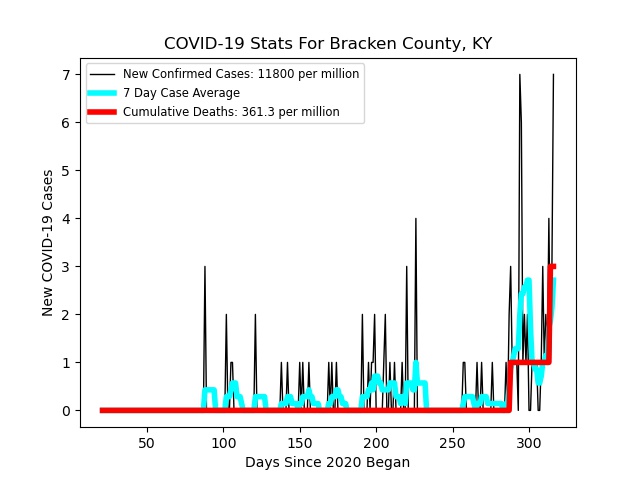 COVID-19 Stats For Bracken County, KY
New Confirmed Cases: 11800 per million
7 Day Case Average
Cumulative Deaths: 361.3 per million
New COVID-19 Cases
7
6
5
4
3
2
1
0
50 100 150 200 250 300
Days Since 2020 Began